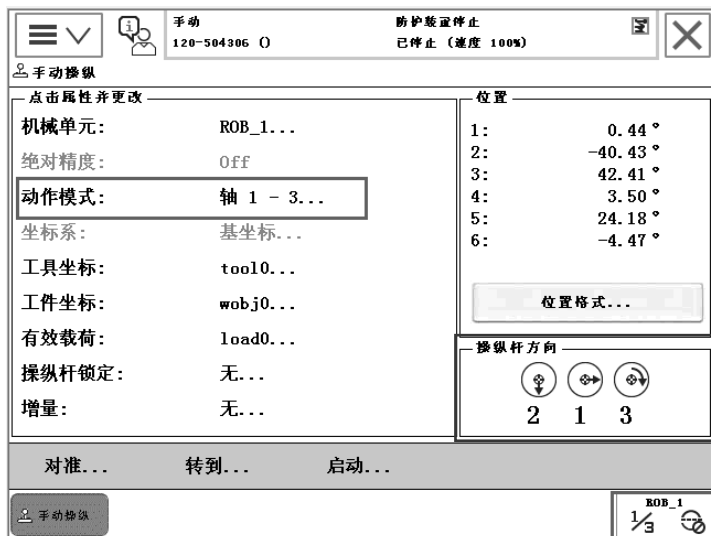 手动
防护装置停止
120-504306 ()
已停止 (速度 100%)
手动操纵
点击属性并更改
机械单元: ROB_1...
绝对精度: Off
动作模式: 轴 1 - 3...
坐标系: 基坐标...
工具坐标: tool0...
工件坐标: wobj0...
有效载荷: load0...
操纵杆锁定: 无...
增量: 无...
位置
1: 0.44 °
2: -40.43 °
3: 42.41 °
4: 3.50 °
5: 24.18 °
6: -4.47 °
位置格式...
操纵杆方向
2 1 3
对准... 转到... 启动...
手动操纵
ROB_1
1/3